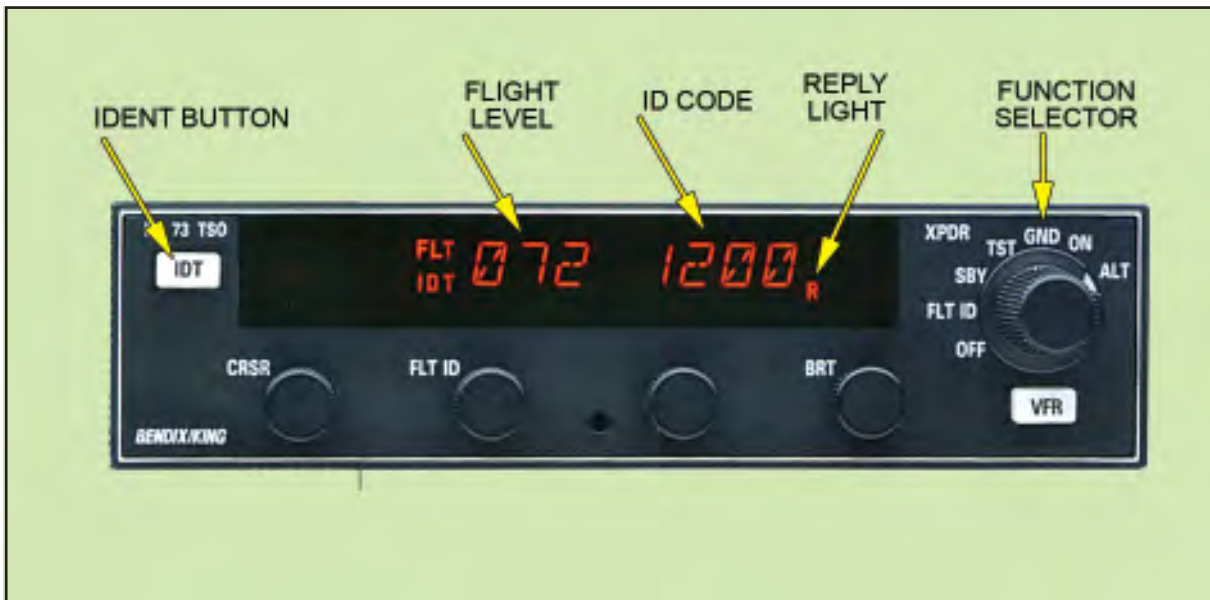 IDENT BUTTON
FLIGHT
LEVEL
ID CODE
REPLY
LIGHT
FUNCTION
SELECTOR
73 TSO
IDT
FLT
IDT
072
1200
R
XPDR
OFF
FLT ID
SBY
TST
GND
ON
ALT
CRSR
FLT ID
BRT
VFR
BENDIX/KING